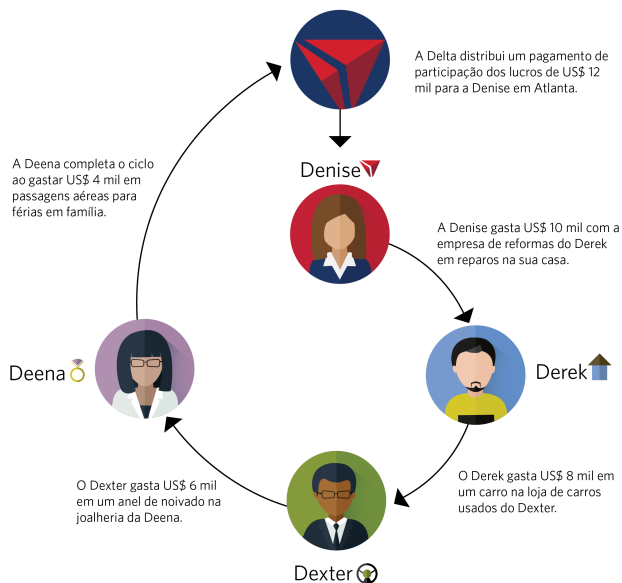 A Delta distribui um pagamento de
participação dos lucros de US$ 12
mil para a Denise em Atlanta.
Denise
A Denise gasta US$ 10 mil com a
empresa de reformas do Derek
em reparos na sua casa.
Derek
O Derek gasta US$ 8 mil em
um carro na loja de carros
usados do Dexter.
Dexter
O Dexter gasta US$ 6 mil
em um anel de noivado na
joalheria da Deena.
Deena
A Deena completa o ciclo
ao gastar US$ 4 mil em
passagens aéreas para
férias em família.